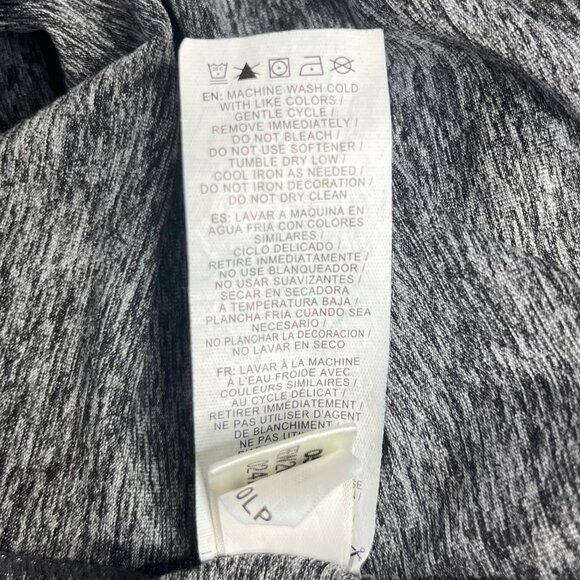 EN: MACHINE WASH COLD
WITH LIKE COLORS /
GENTLE CYCLE /
REMOVE IMMEDIATELY /
DO NOT BLEACH /
DO NOT USE SOFTENER /
TUMBLE DRY LOW /
COOL IRON AS NEEDED /
DO NOT IRON DECORATION /
DO NOT DRY CLEAN
ES: LAVAR A MAQUINA EN
AGUA FRIA CON COLORES
SIMILARES /
CICLO DELICADO /
RETIRE INMEDIATAMENTE /
NO USE BLANQUEADOR /
NO USAR SUAVIZANTES /
SECAR EN SECADORA
A TEMPERATURA BAJA /
PLANCHA FRIA CUANDO SEA
NECESARIO /
NO PLANCHAR LA DECORACION /
NO LAVAR EN SECO
FR: LAVER À LA MACHINE
À L'EAU FROIDE AVEC
COULEURS SIMILAIRES /
AU CYCLE DÉLICAT /
RETIRER IMMÉDIATEMENT /
NE PAS UTILISER D'AGENT
DE BLANCHIMENT /
NE PAS
OLP